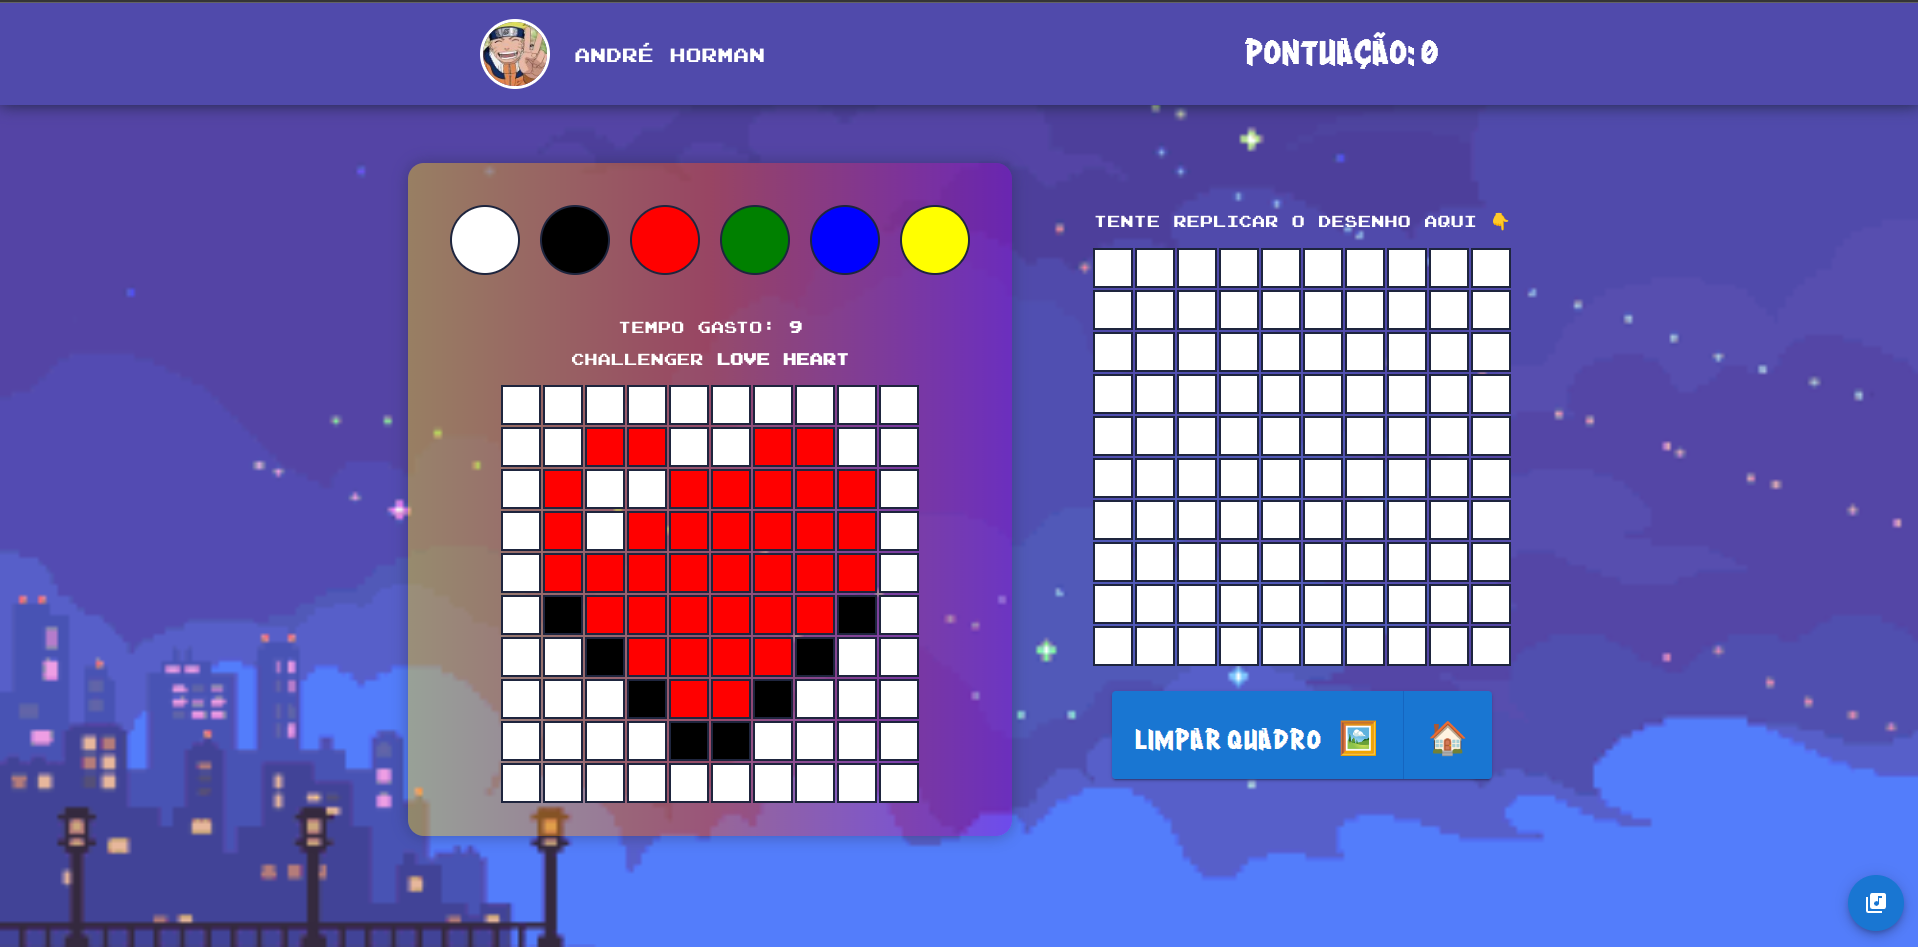 ANDRÉ HORMAN
PONTUAÇÃO: 0
TEMPO GASTO: 9
CHALLENGER LOVE HEART
TENTE REPLICAR O DESENHO AQUI 👇
LIMPAR QUADRO